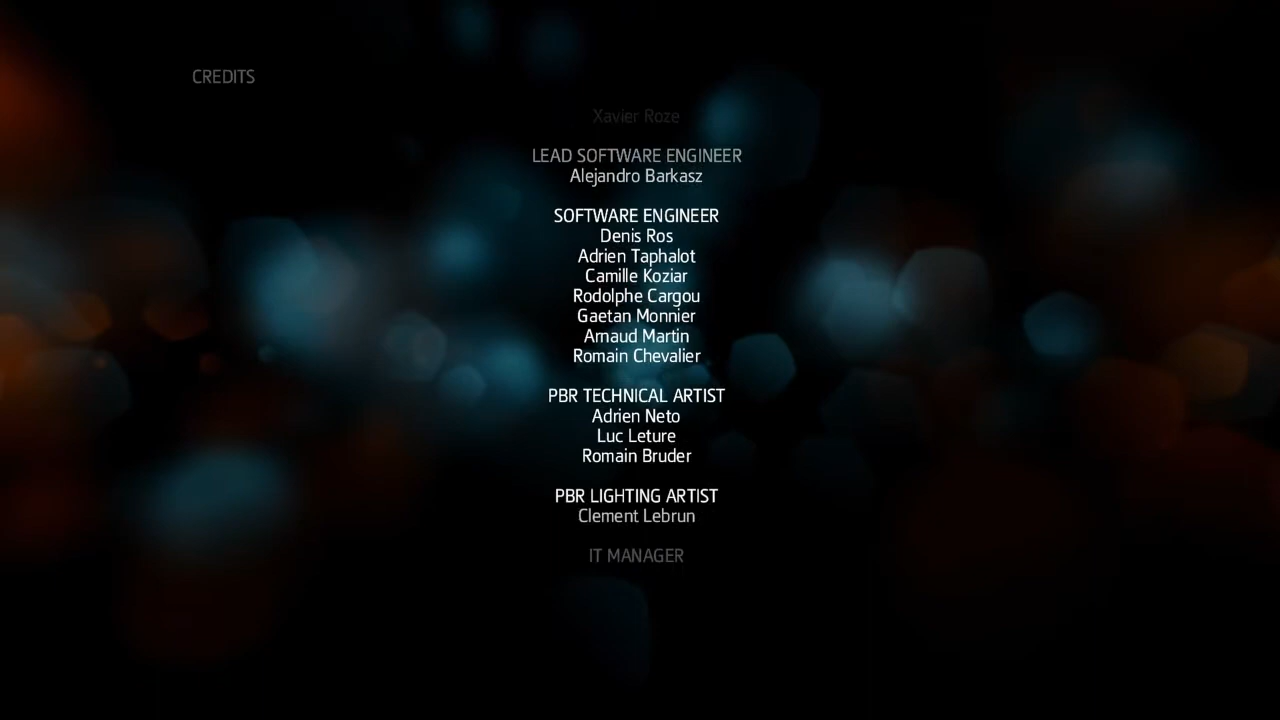 CREDITS
Xavier Roze
LEAD SOFTWARE ENGINEER
Alejandro Barkasz
SOFTWARE ENGINEER
Denis Ros
Adrien Taphalot
Camille Koziar
Rodolphe Cargou
Gaetan Monnier
Arnaud Martin
Romain Chevalier
PBR TECHNICAL ARTIST
Adrien Neto
Luc Leture
Romain Bruder
PBR LIGHTING ARTIST
Clement Lebrun
IT MANAGER